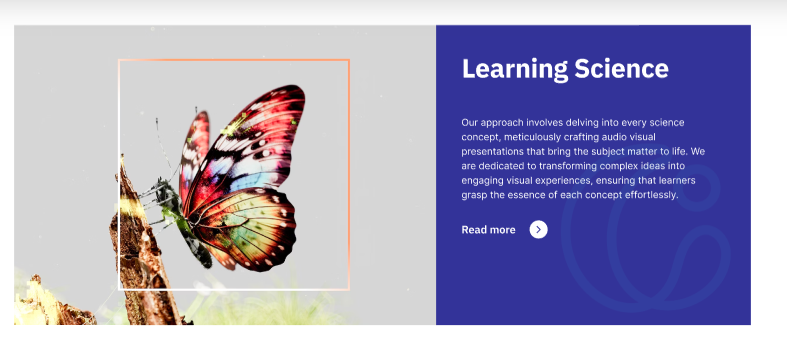 Learning Science
Our approach involves delving into every science
concept, meticulously crafting audio visual
presentations that bring the subject matter to life. We
are dedicated to transforming complex ideas into
engaging visual experiences, ensuring that learners
grasp the essence of each concept effortlessly.
Read more